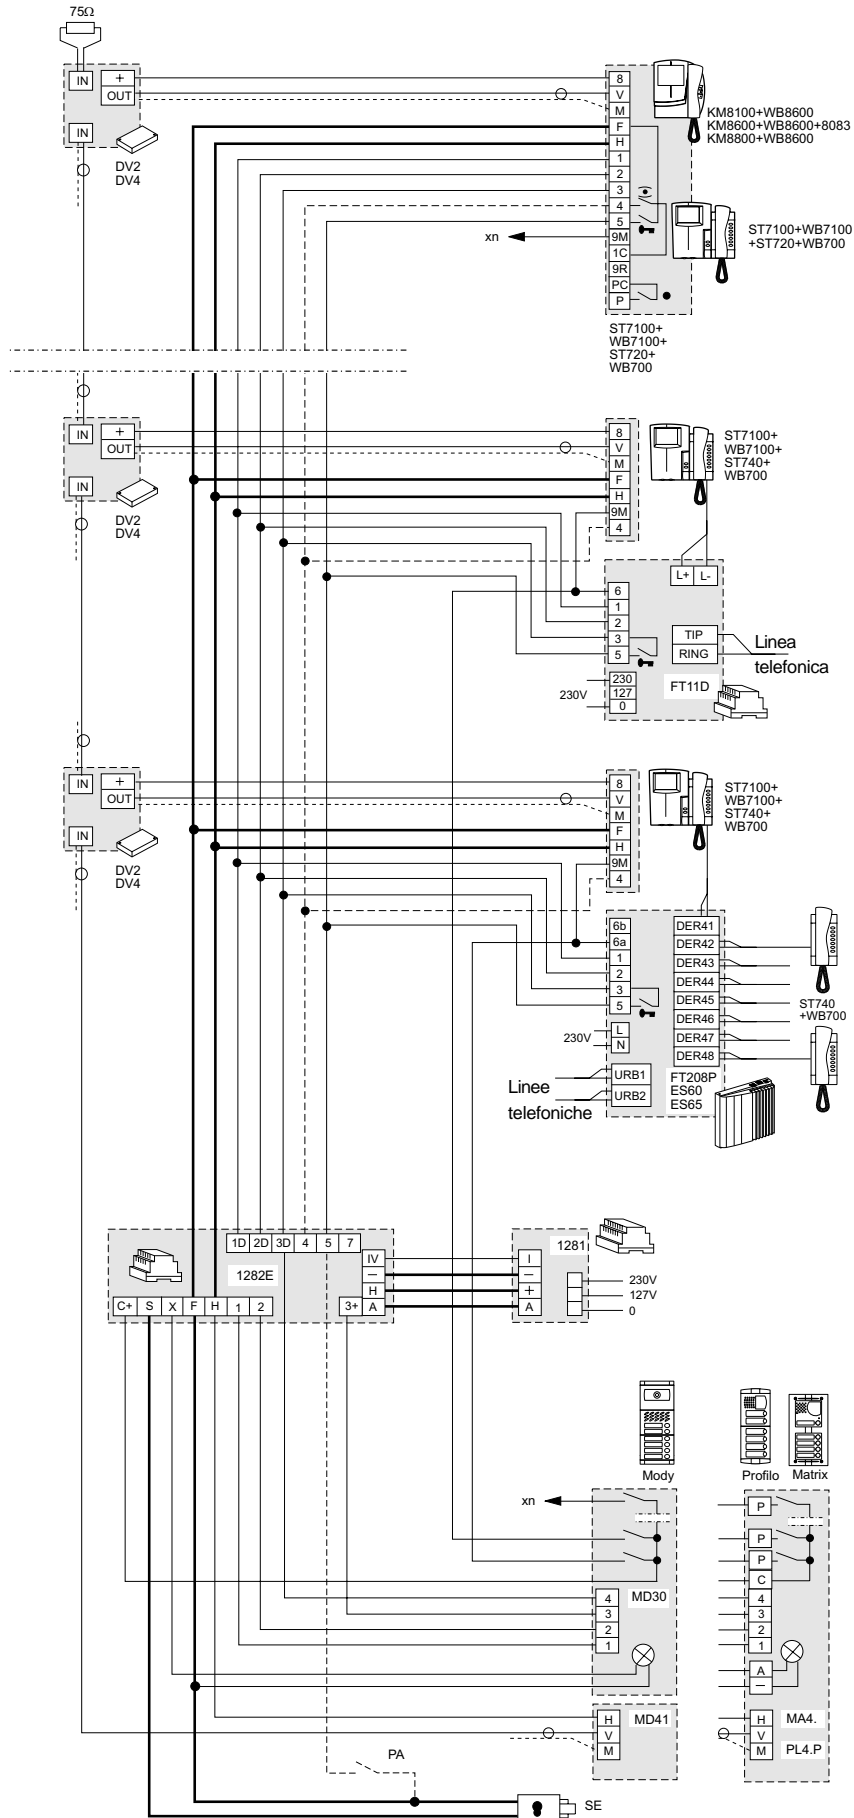 75Ω
IN
+
OUT
IN
DV2
DV4
8
V
M
F
H
1
2
3
4
5
9M
1C
9R
PC
P
xn
KM8100+WB8600
KM8600+WB8600+8083
KM8800+WB8600
ST7100+WB7100
+ST720+WB700
ST7100+
WB7100+
ST720+
WB700
IN
+
OUT
IN
DV2
DV4
8
V
M
F
H
9M
4
ST7100+
WB7100+
ST740+
WB700
L+ L-
6
1
2
3
5
TIP
RING
Linea
telefonica
230
127
0
230V
FT11D
IN
+
OUT
IN
DV2
DV4
8
V
M
F
H
9M
4
ST7100+
WB7100+
ST740+
WB700
6b
6a
1
2
3
5
L
N
230V
URB1
URB2
Linee
telefoniche
DER41
DER42
DER43
DER44
DER45
DER46
DER47
DER48
FT208P
ES60
ES65
ST740
+WB700
1D 2D 3D 4 5 7
1282E
IV
—
H
A
C+ S X F H 1 2 3+
1281
I
—
+
A
230V
127V
0
Mody
Profilo
Matrix
xn
MD30
4
3
2
1
P
P
P
C
4
3
2
1
A
—
H
V
M
MD41
H
V
M
MA4.
PL4.P
PA
SE